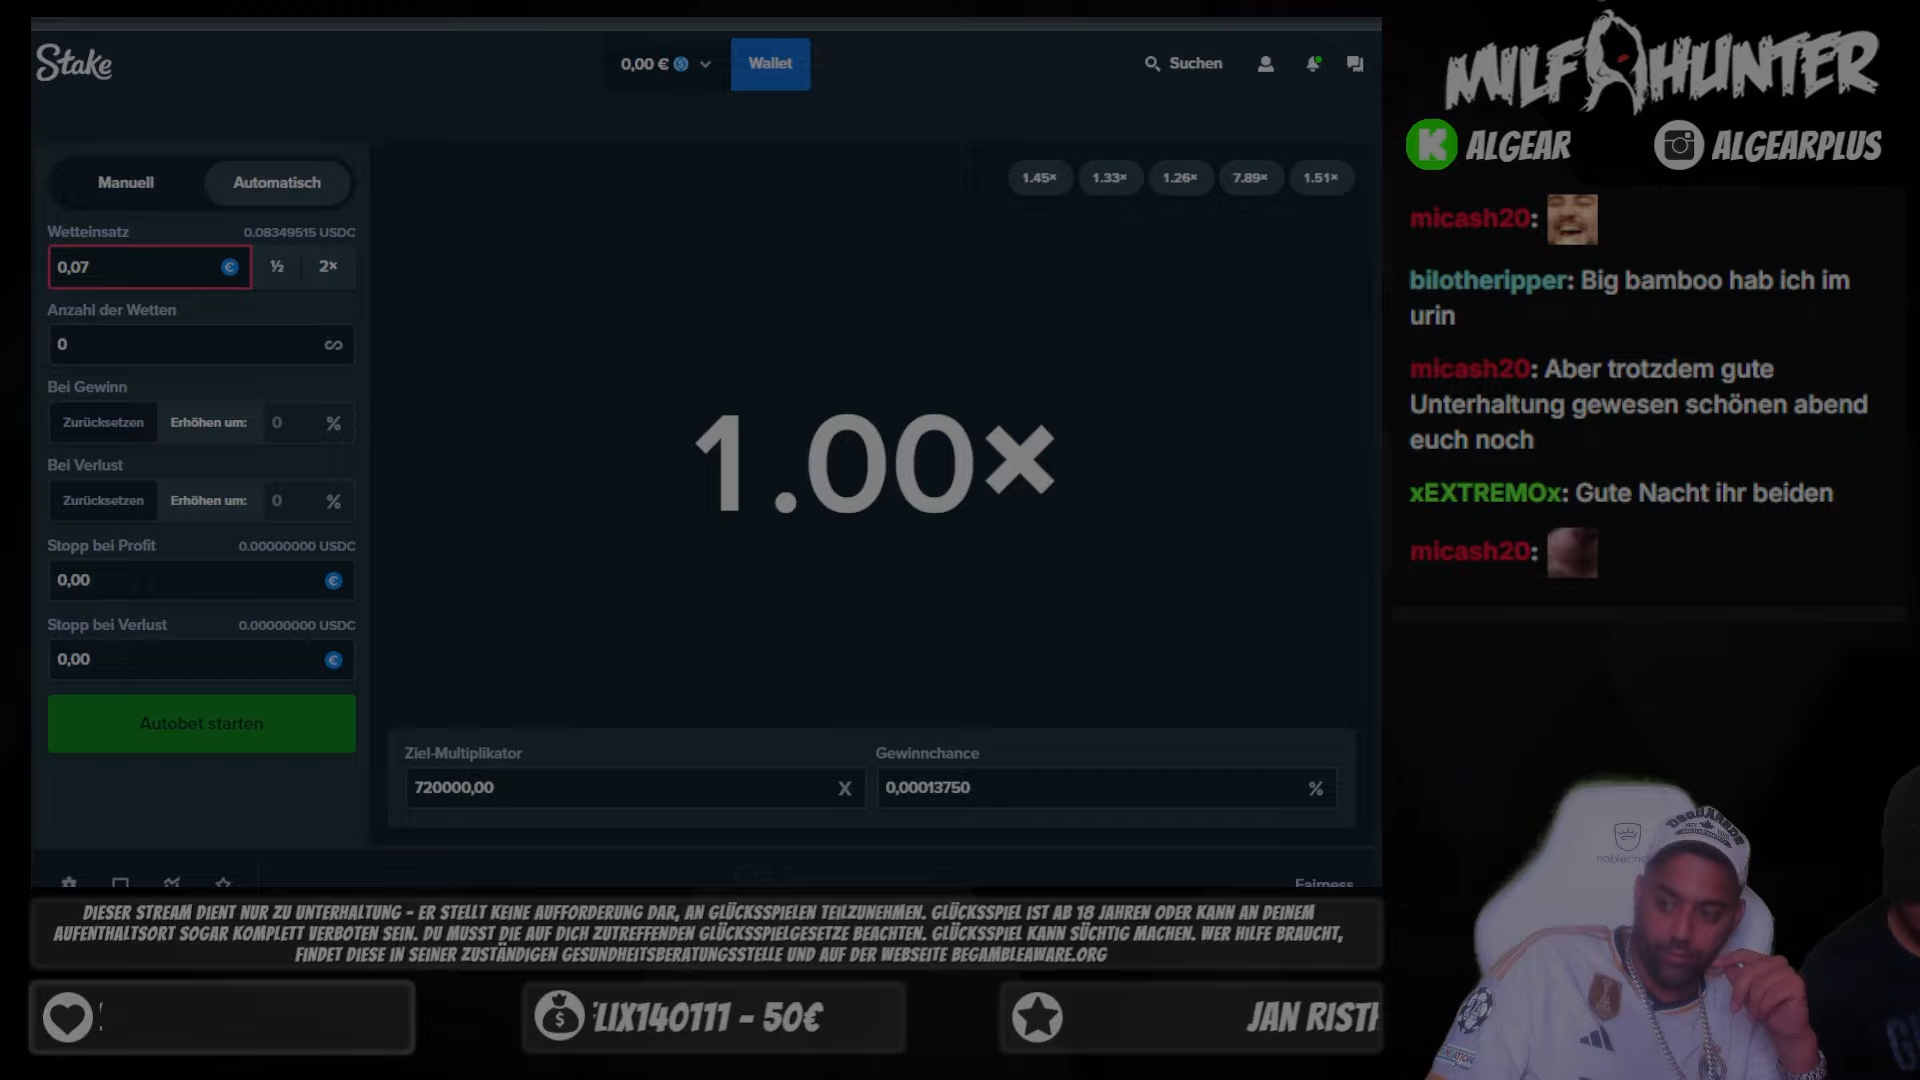 Stake
0,00 €
Wallet
Suchen
Manuell
Automatisch
1.45×
1.33×
1.26×
7.89×
1.51×
Wetteinsatz
0.08349515 USDC
0,07
½
2×
Anzahl der Wetten
0
∞
Bei Gewinn
Zurücksetzen
Erhöhen um:
0
%
Bei Verlust
Zurücksetzen
Erhöhen um:
0
%
Stopp bei Profit
0.00000000 USDC
0,00
Stopp bei Verlust
0.00000000 USDC
0,00
Autobet starten
1.00×
Ziel-Multiplikator
720000,00
X
Gewinnchance
0,00013750
%
Fairness
MILF HUNTER
K ALGEAR
ALGEARPLUS
micash20:
bilotheripper: Big bamboo hab ich im
urin
micash20: Aber trotzdem gute
Unterhaltung gewesen schönen abend
euch noch
xEXTREMOx: Gute Nacht ihr beiden
micash20:
DIESER STREAM DIENT NUR ZU UNTERHALTUNG - ER STELLT KEINE AUFFORDERUNG DAR, AN GLÜCKSSPIELEN TEILZUNEHMEN. GLÜCKSSPIEL IST AB 18 JAHREN ODER KANN AN DEINEM
AUFENTHALTSORT SOGAR KOMPLETT VERBOTEN SEIN. DU MUSST DIE AUF DICH ZUTREFFENDEN GLÜCKSSPIELGESETZE BEACHTEN. GLÜCKSSPIEL KANN SÜCHTIG MACHEN. WER HILFE BRAUCHT,
FINDET DIESE IN SEINER ZUSTÄNDIGEN GESUNDHEITSBERATUNGSSTELLE UND AUF DER WEBSEITE BEGAMBLEAWARE.ORG
LIX140111 - 50€
JAN RISTH
DSQUARED2